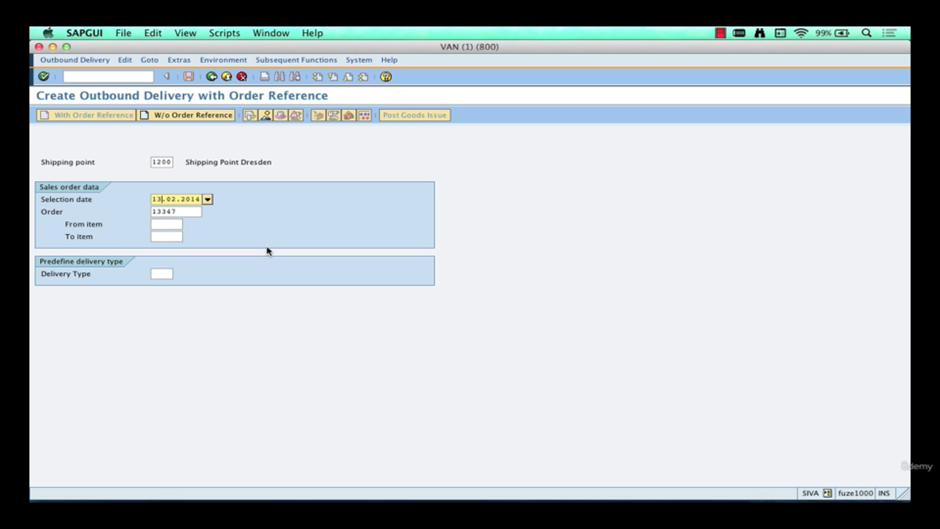 SAPGUI File Edit View Scripts Window Help 99%
VAN (1) (800)
Outbound Delivery Edit Goto Extras Environment Subsequent Functions System Help
Create Outbound Delivery with Order Reference
With Order Reference W/o Order Reference Post Goods Issue
Shipping point 1200 Shipping Point Dresden
Sales order data
Selection date 13.02.2014
Order 13347
From item
To item
Predefine delivery type
Delivery Type
ûdemy
SIVA fuze1000 INS